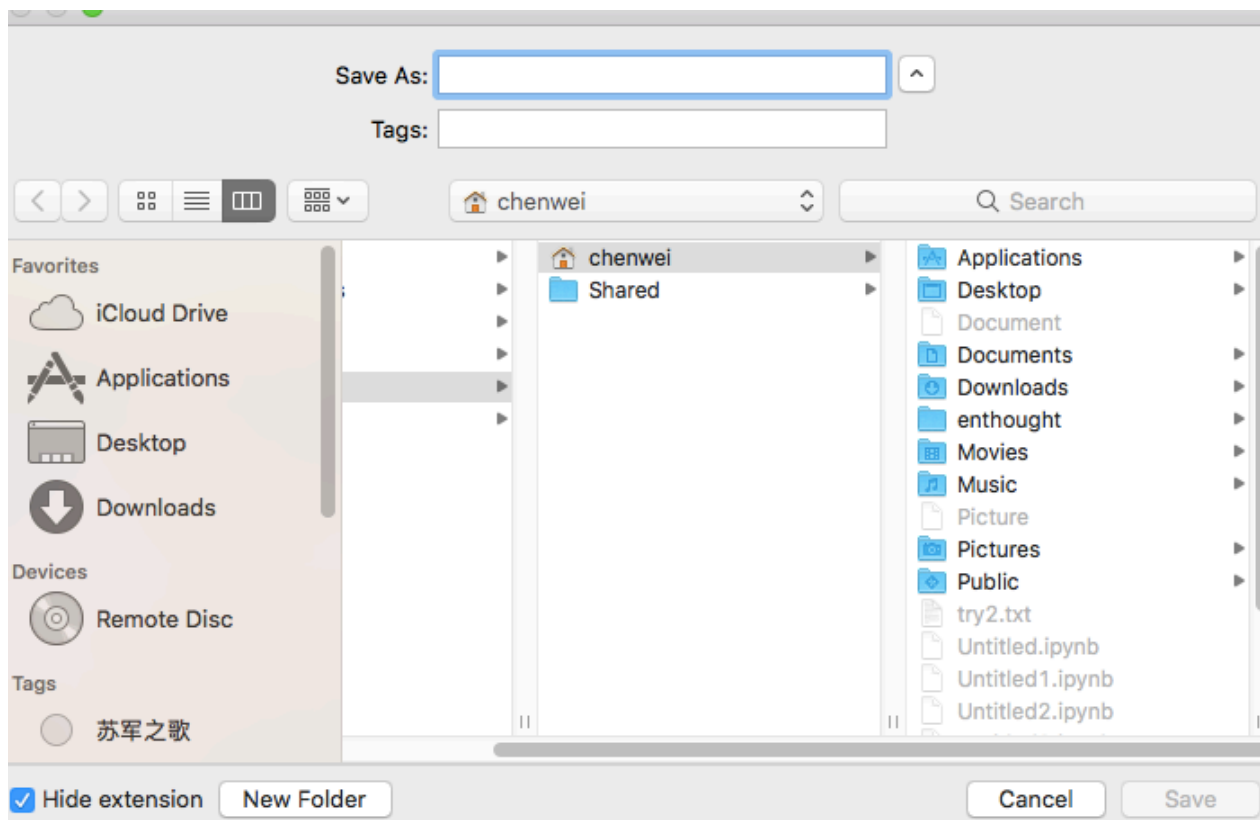 Save As:
Tags:
chenwei
Search
Favorites
iCloud Drive
Applications
Desktop
Downloads
Devices
Remote Disc
Tags
苏军之歌
chenwei
Shared
Applications
Desktop
Document
Documents
Downloads
enthought
Movies
Music
Picture
Pictures
Public
try2.txt
Untitled.ipynb
Untitled1.ipynb
Untitled2.ipynb
Hide extension
New Folder
Cancel
Save